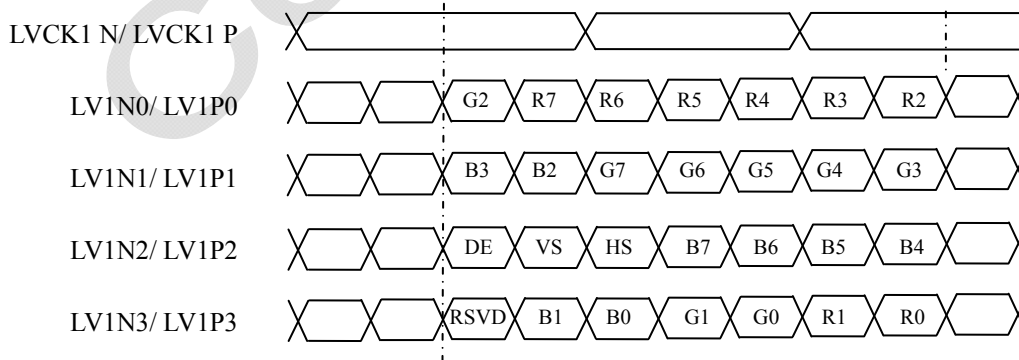 LVCK1 N/ LVCK1 P
LV1N0/ LV1P0 G2 R7 R6 R5 R4 R3 R2
LV1N1/ LV1P1 B3 B2 G7 G6 G5 G4 G3
LV1N2/ LV1P2 DE VS HS B7 B6 B5 B4
LV1N3/ LV1P3 RSVD B1 B0 G1 G0 R1 R0